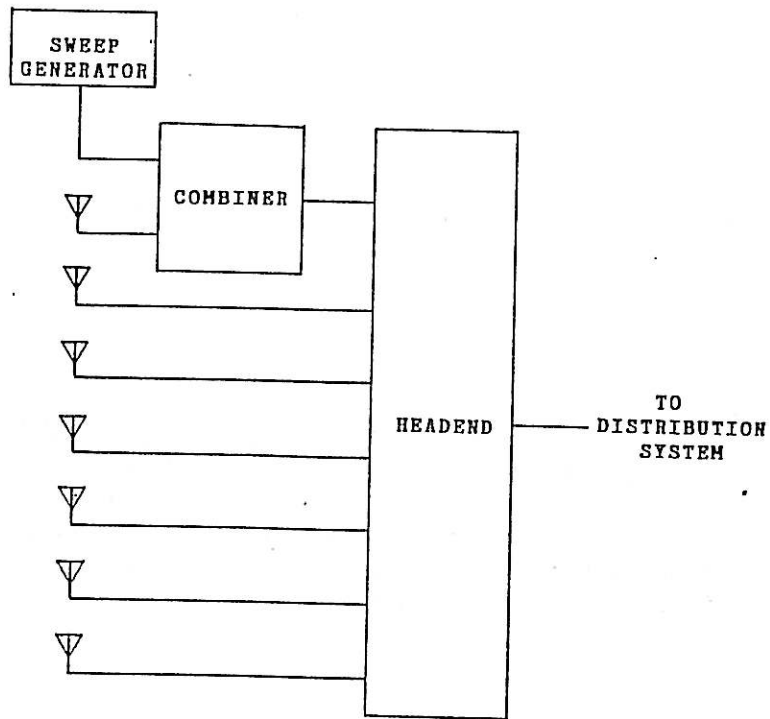 SWEEP
GENERATOR
COMBINER
HEADEND
TO
DISTRIBUTION
SYSTEM